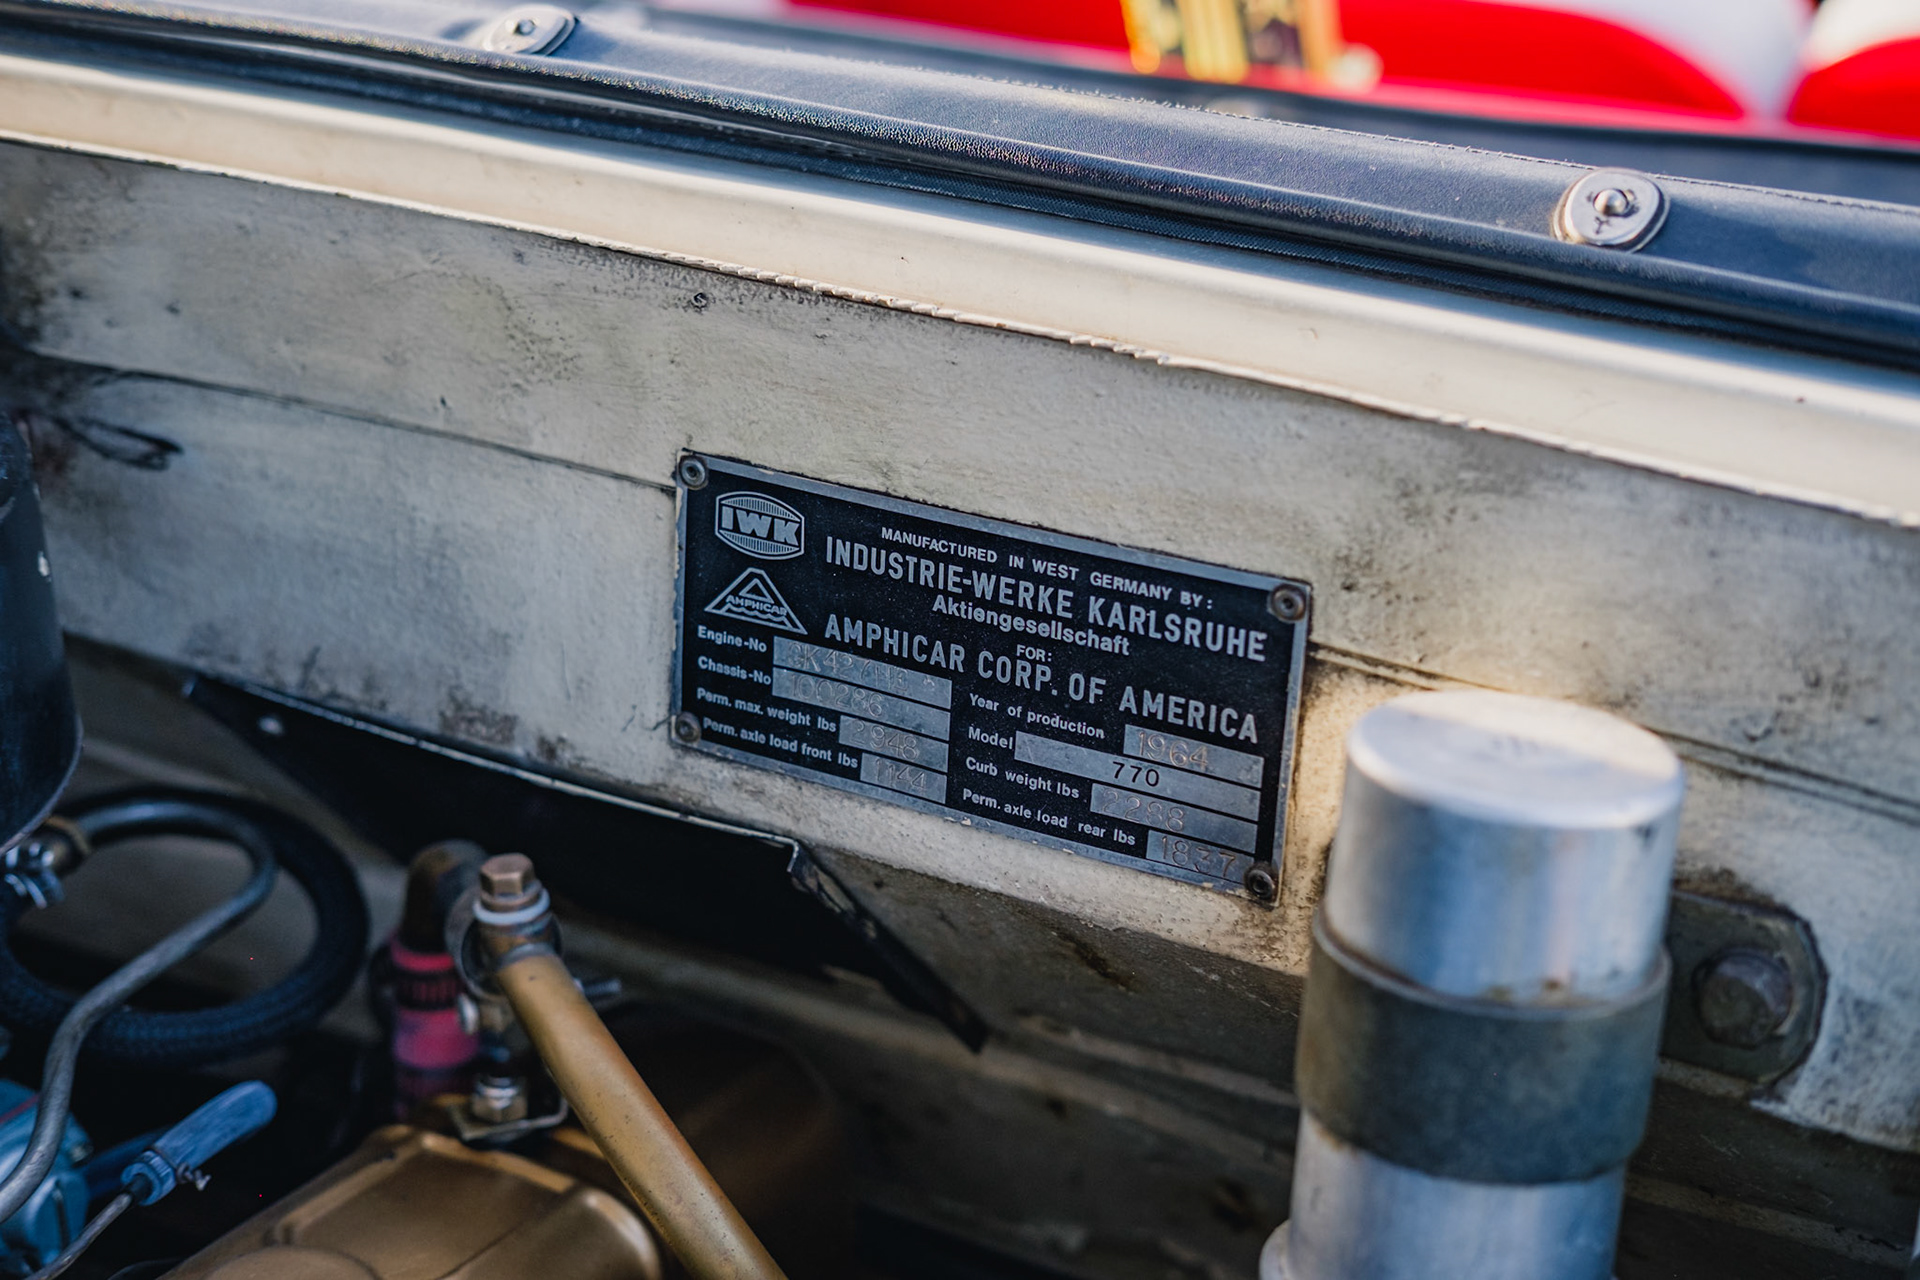 IWK
MANUFACTURED IN WEST GERMANY BY:
INDUSTRIE-WERKE KARLSRUHE
Aktiengesellschaft
FOR:
AMPHICAR
AMPHICAR CORP. OF AMERICA
Engine-No
Chassis-No 100286
Perm. max. weight lbs 2948
Perm. axle load front lbs 1144
Year of production 1964
Model 770
Curb weight lbs 2288
Perm. axle load rear lbs 1837